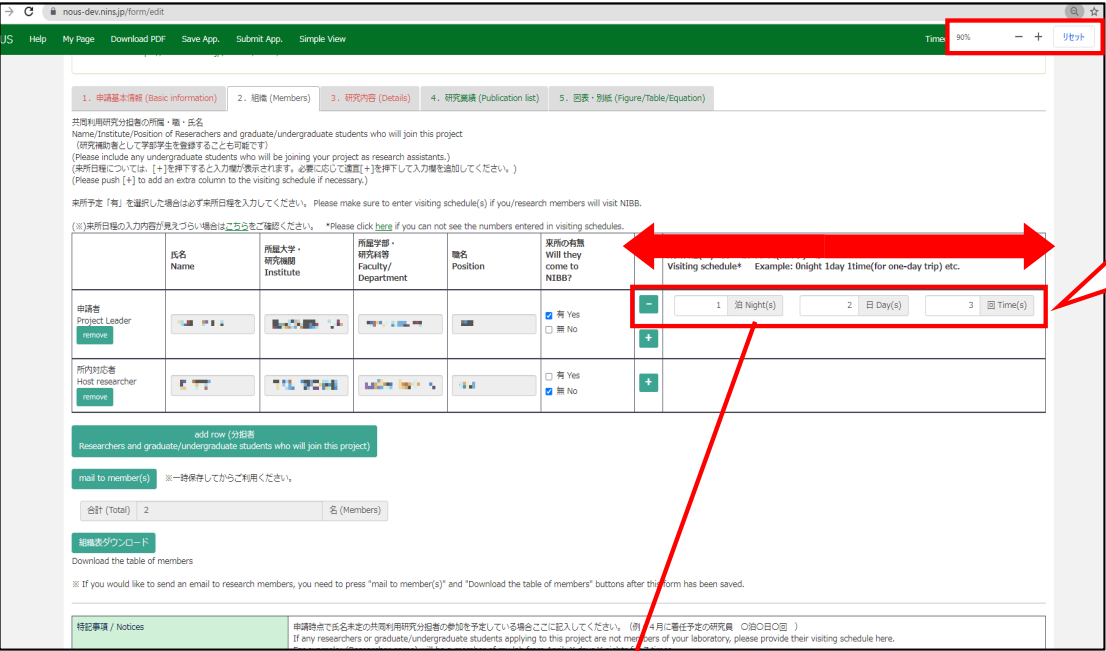 nous-dev.nins.jp/form/edit
US Help My Page Download PDF Save App. Submit App. Simple View Time
90% − + リセット
1. 申請基本情報 (Basic information) 2. 組織 (Members) 3. 研究内容 (Details) 4. 研究業績 (Publication list) 5. 図表・別紙 (Figure/Table/Equation)
共同利用研究分担者の所属・職・氏名
Name/Institute/Position of Reserachers and graduate/undergraduate students who will join this project
（研究補助者として学部学生を登録することも可能です）
(Please include any undergraduate students who will be joining your project as research assistants.)
(来所日程については、[+]を押下すると入力欄が表示されます。必要に応じて適宜[+]を押下して入力欄を追加してください。)
(Please push [+] to add an extra column to the visiting schedule if necessary.)
来所予定「有」を選択した場合は必ず来所日程を入力してください。 Please make sure to enter visiting schedule(s) if you/research members will visit NIBB.
(※)来所日程の入力内容が見えづらい場合はこちらをご確認ください。 *Please click here if you can not see the numbers entered in visiting schedules.
氏名
Name
所属大学・
研究機関
Institute
所属学部・
研究科等
Faculty/
Department
職名
Position
来所の有無
Will they
come to
NIBB?
Visiting schedule* Example: 0night 1day 1time(for one-day trip) etc.
申請者
Project Leader
remove
有 Yes
無 No
−
+
1 泊 Night(s) 2 日 Day(s) 3 回 Time(s)
所内対応者
Host researcher
remove
有 Yes
無 No
+
add row (分担者
Researchers and graduate/undergraduate students who will join this project)
mail to member(s) ※一時保存してからご利用ください。
合計 (Total) 2 名 (Members)
組織表ダウンロード
Download the table of members
※ If you would like to send an email to research members, you need to press "mail to member(s)" and "Download the table of members" buttons after this form has been saved.
特記事項 / Notices
申請時点で氏名未定の共同利用研究分担者の参加を予定している場合ここに記入してください。（例 4月に着任予定の研究員 〇泊〇日〇回 ）
If any researchers or graduate/undergraduate students applying to this project are not members of your laboratory, please provide their visiting schedule here.